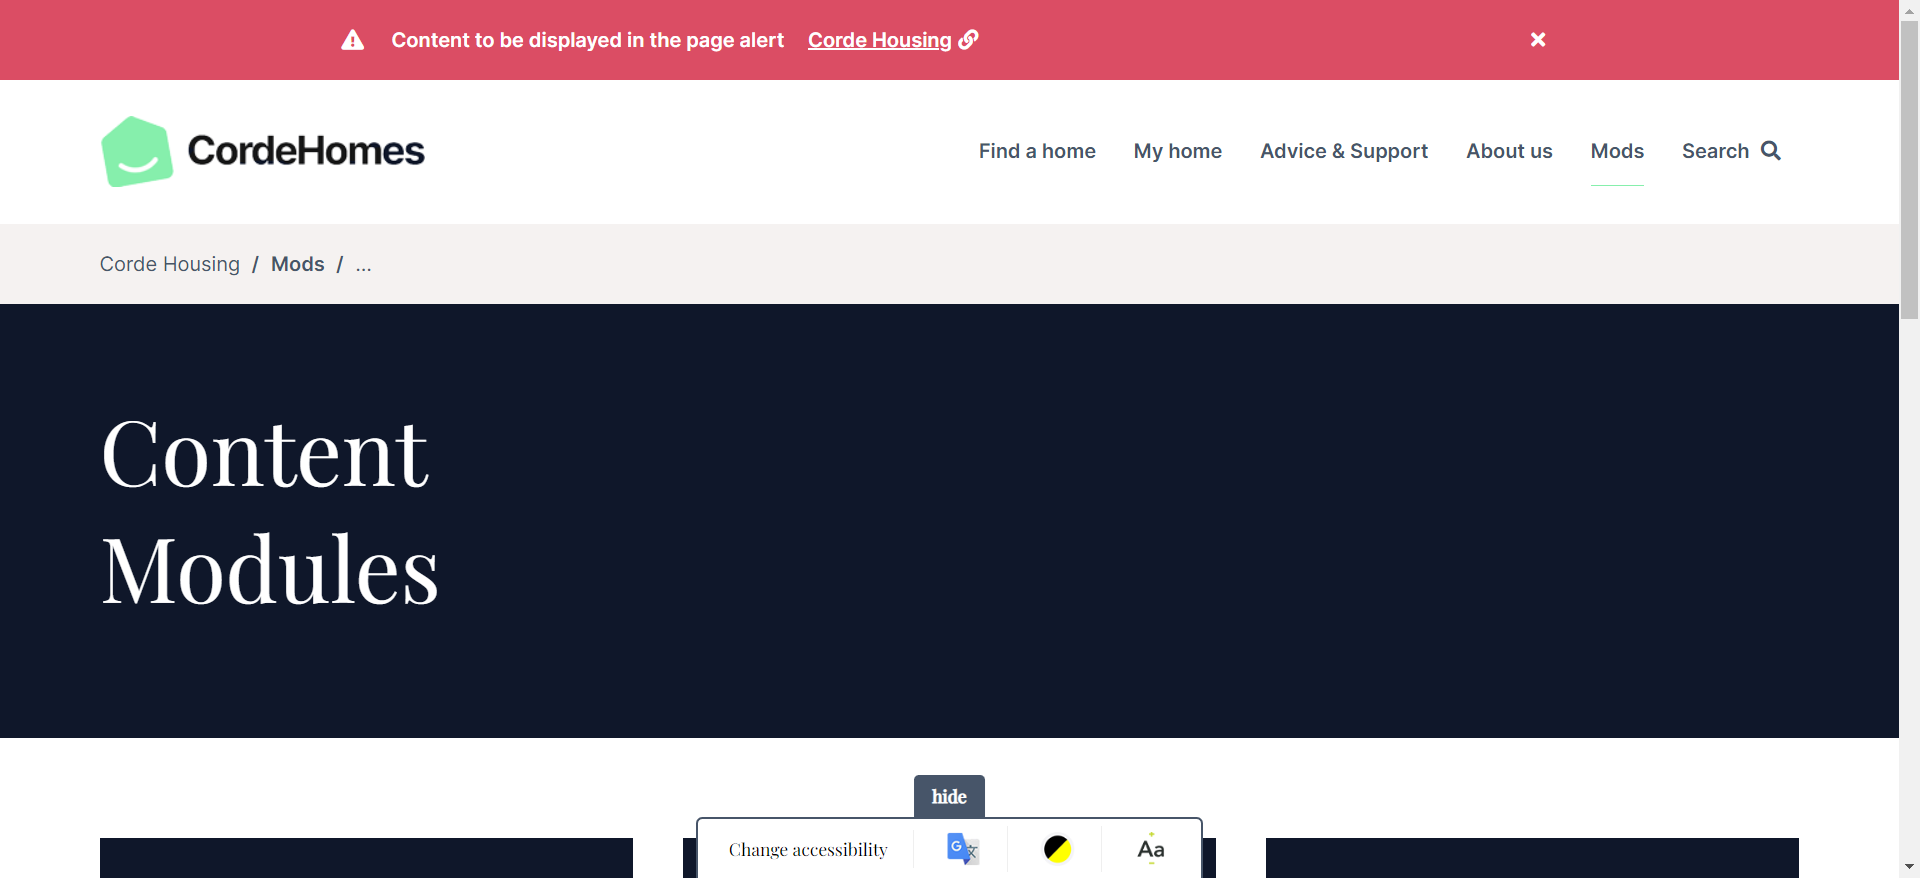 Content to be displayed in the page alert Corde Housing
CordeHomes
Find a home My home Advice & Support About us Mods Search
Corde Housing / Mods / ...
Content
Modules
hide
Change accessibility G 文 Aa